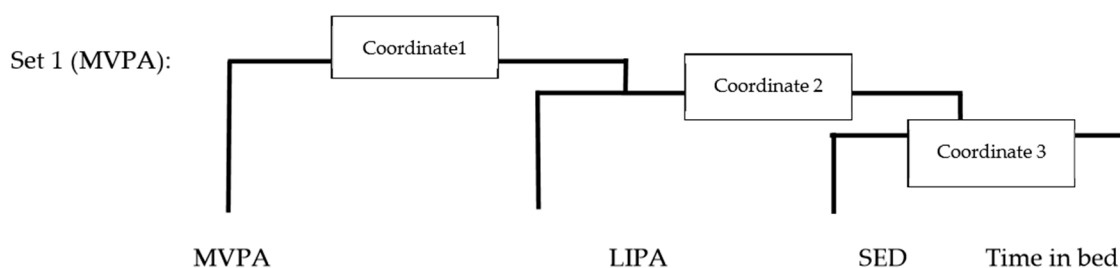 Set 1 (MVPA):
Coordinate1
Coordinate 2
Coordinate 3
MVPA LIPA SED Time in bed